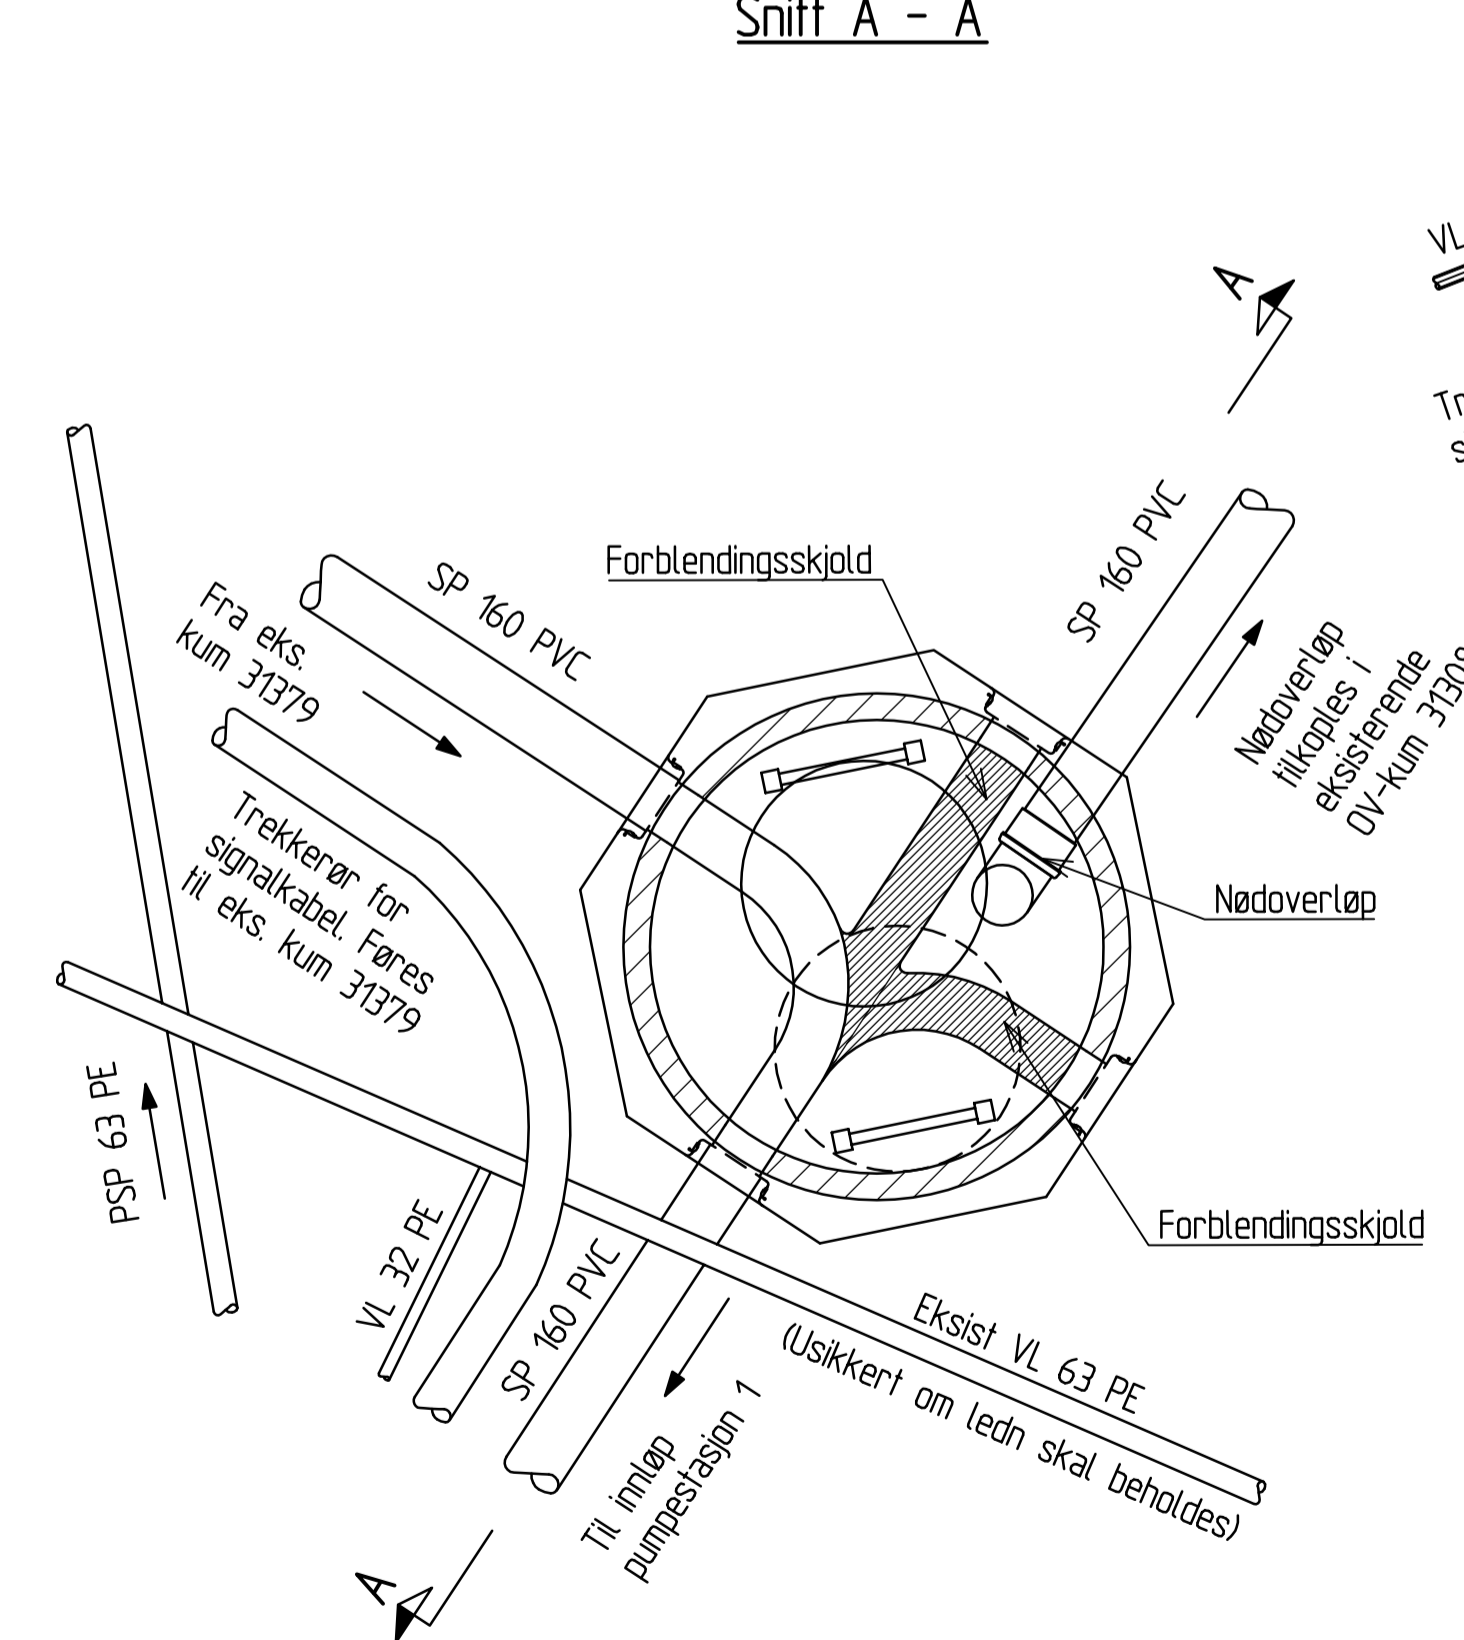 Snitt A - A
A
VL
SP 160 PVC
Forblendingsskjold
SP 160 PVC
Fra eks.
kum 31379
Nødoverløp
tilkoples i
eksisterende
OV-kum
Trekkerør for
signalkabel. Føres
til eks. kum 31379
Nødoverløp
PSP 63 PE
VL 32 PE
SP 160 PVC
Forblendingsskjold
Eksist VL 63 PE
(Usikkert om ledn skal beholdes)
Til innløp
pumpestasjon 1
A